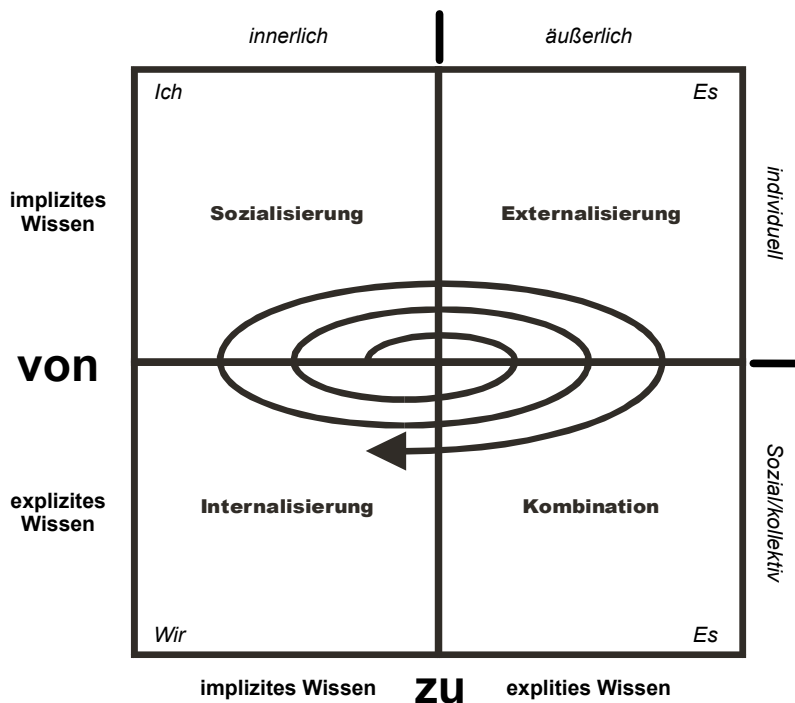 innerlich äußerlich
Ich Es
implizites
Wissen
Sozialisierung Externalisierung
individuell
von
explizites
Wissen
Internalisierung Kombination
Sozial/kollektiv
Wir Es
implizites Wissen zu explities Wissen